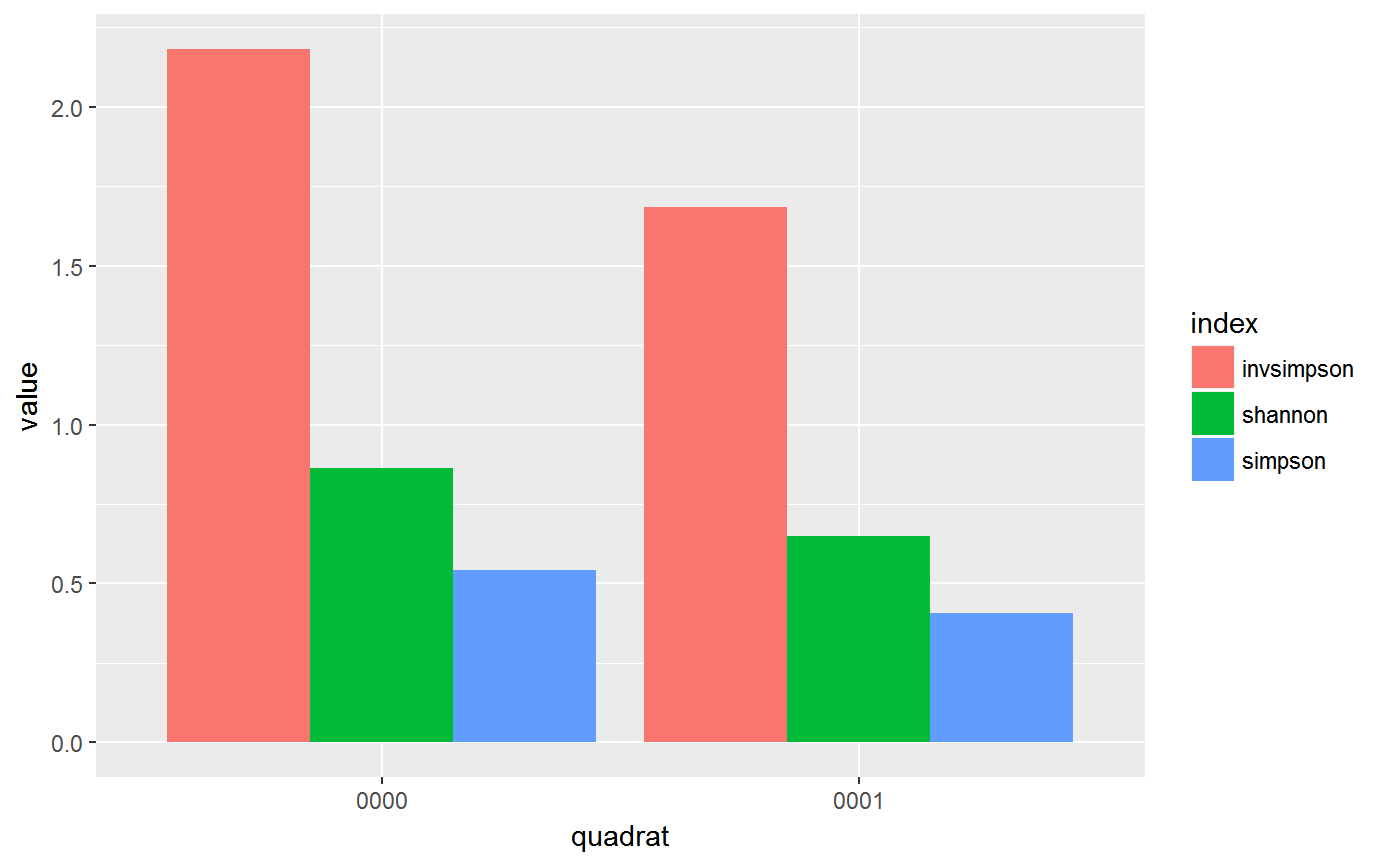 value
2.0
1.5
1.0
0.5
0.0
0000 0001
quadrat
index
invsimpson
shannon
simpson